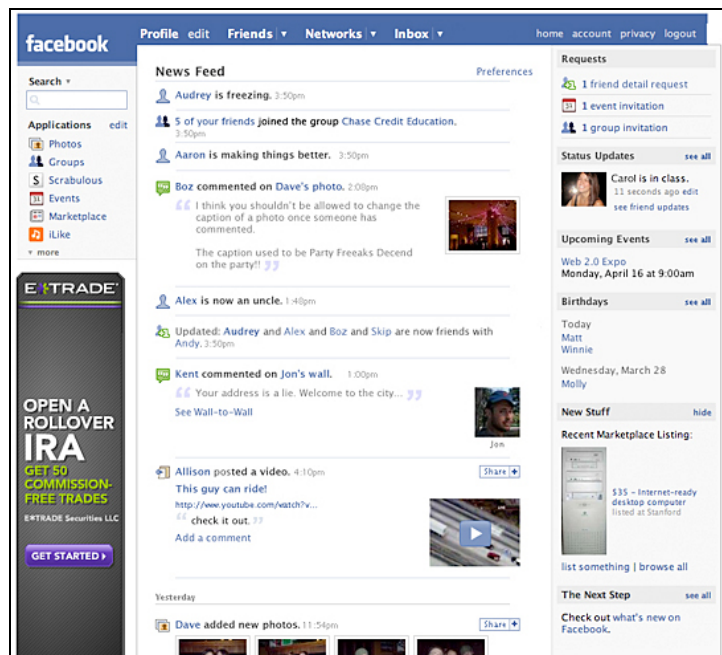 facebook
Profile edit Friends Networks Inbox
home account privacy logout
Search
Applications edit
Photos
Groups
S Scrabulous
31 Events
Marketplace
iLike
more
E*TRADE
OPEN A
ROLLOVER
IRA
GET 50
COMMISSION-
FREE TRADES
E*TRADE Securities LLC
GET STARTED
News Feed Preferences
Audrey is freezing. 3:50pm
5 of your friends joined the group Chase Credit Education.
3:50pm
Aaron is making things better. 3:50pm
Boz commented on Dave's photo. 2:08pm
I think you shouldn't be allowed to change the
caption of a photo once someone has
commented.
The caption used to be Party Freeaks Decend
on the party!!
Alex is now an uncle. 1:48pm
Updated: Audrey and Alex and Boz and Skip are now friends with
Andy. 3:50pm
Kent commented on Jon's wall. 1:00pm
Your address is a lie. Welcome to the city...
See Wall-to-Wall
Jon
Allison posted a video. 4:10pm Share +
This guy can ride!
http://www.youtube.com/watch?v...
check it out.
Add a comment
Yesterday
Dave added new photos. 11:54pm Share +
Requests
1 friend detail request
31 1 event invitation
1 group invitation
Status Updates see all
Carol is in class.
11 seconds ago edit
see friend updates
Upcoming Events see all
Web 2.0 Expo
Monday, April 16 at 9:00am
Birthdays see all
Today
Matt
Winnie
Wednesday, March 28
Molly
New Stuff hide
Recent Marketplace Listing:
$35 – Internet-ready
desktop computer
listed at Stanford
list something | browse all
The Next Step see all
Check out what's new on
Facebook.